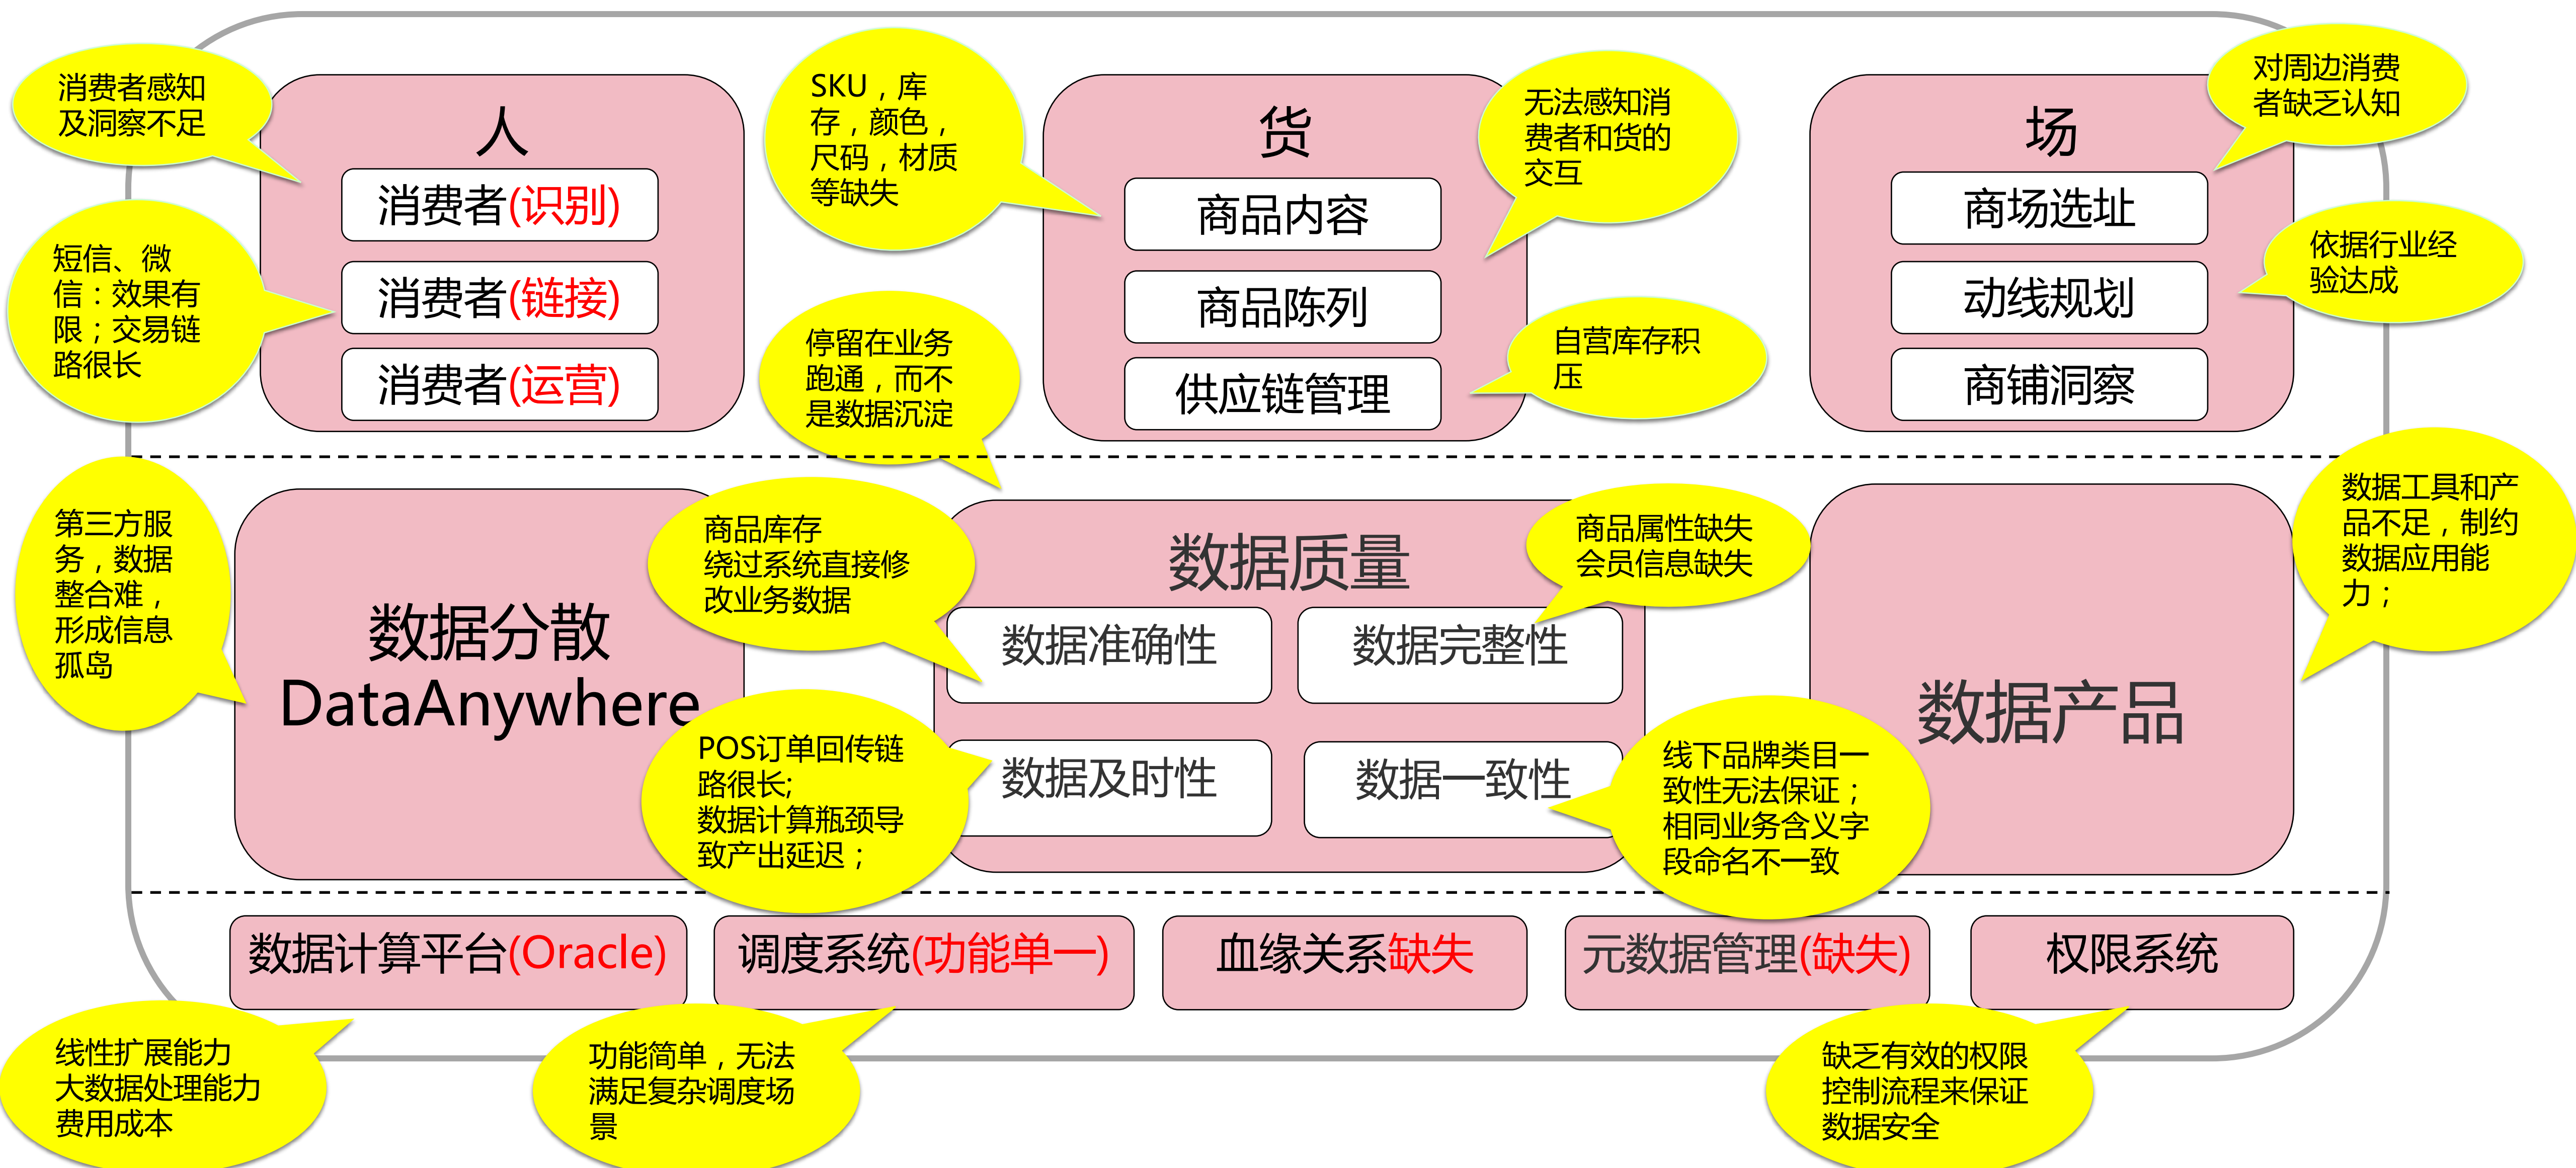 消费者感知
及洞察不足
人
消费者(识别)
消费者(链接)
消费者(运营)
短信、微
信：效果有
限；交易链
路很长
SKU，库
存，颜色，
尺码，材质
等缺失
货
商品内容
商品陈列
供应链管理
无法感知消
费者和货的
交互
自营库存积
压
停留在业务
跑通，而不
是数据沉淀
场
商场选址
动线规划
商铺洞察
对周边消费
者缺乏认知
依据行业经
验达成
第三方服
务，数据
整合难，
形成信息
孤岛
数据分散
DataAnywhere
商品库存
绕过系统直接修
改业务数据
数据质量
商品属性缺失
会员信息缺失
数据准确性
数据完整性
数据及时性
数据一致性
POS订单回传链
路很长;
数据计算瓶颈导
致产出延迟；
线下品牌类目一
致性无法保证；
相同业务含义字
段命名不一致
数据产品
数据工具和产
品不足，制约
数据应用能
力；
数据计算平台(Oracle)
调度系统(功能单一)
血缘关系缺失
元数据管理(缺失)
权限系统
线性扩展能力
大数据处理能力
费用成本
功能简单，无法
满足复杂调度场
景
缺乏有效的权限
控制流程来保证
数据安全